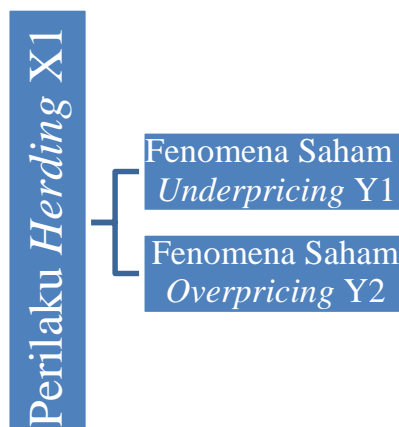 Perilaku Herding X1
Fenomena Saham
Underpricing Y1
Fenomena Saham
Overpricing Y2